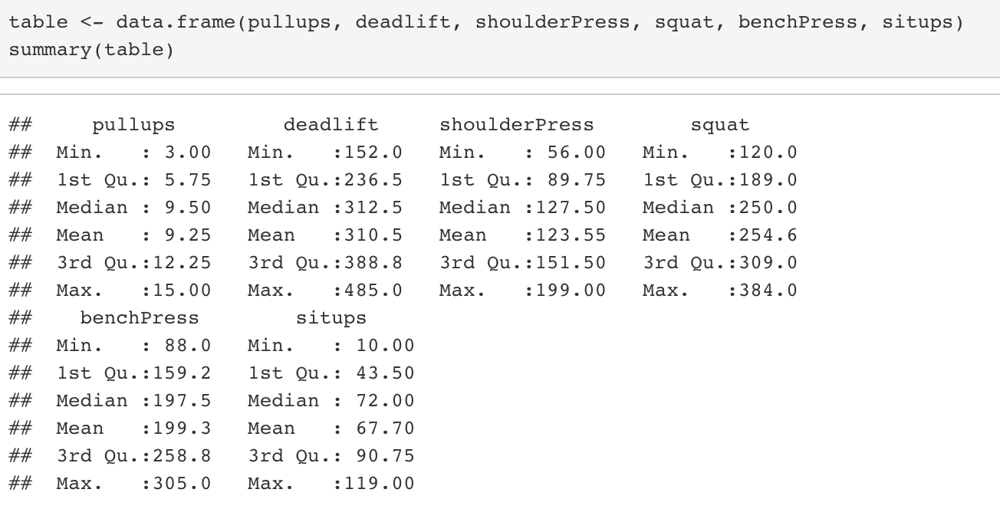 table <- data.frame(pullups, deadlift, shoulderPress, squat, benchPress, situps)
summary(table)
##     pullups         deadlift     shoulderPress        squat
##  Min.   : 3.00   Min.   :152.0   Min.   : 56.00   Min.   :120.0
##  1st Qu.: 5.75   1st Qu.:236.5   1st Qu.: 89.75   1st Qu.:189.0
##  Median : 9.50   Median :312.5   Median :127.50   Median :250.0
##  Mean   : 9.25   Mean   :310.5   Mean   :123.55   Mean   :254.6
##  3rd Qu.:12.25   3rd Qu.:388.8   3rd Qu.:151.50   3rd Qu.:309.0
##  Max.   :15.00   Max.   :485.0   Max.   :199.00   Max.   :384.0
##    benchPress        situps
##  Min.   : 88.0   Min.   : 10.00
##  1st Qu.:159.2   1st Qu.: 43.50
##  Median :197.5   Median : 72.00
##  Mean   :199.3   Mean   : 67.70
##  3rd Qu.:258.8   3rd Qu.: 90.75
##  Max.   :305.0   Max.   :119.00